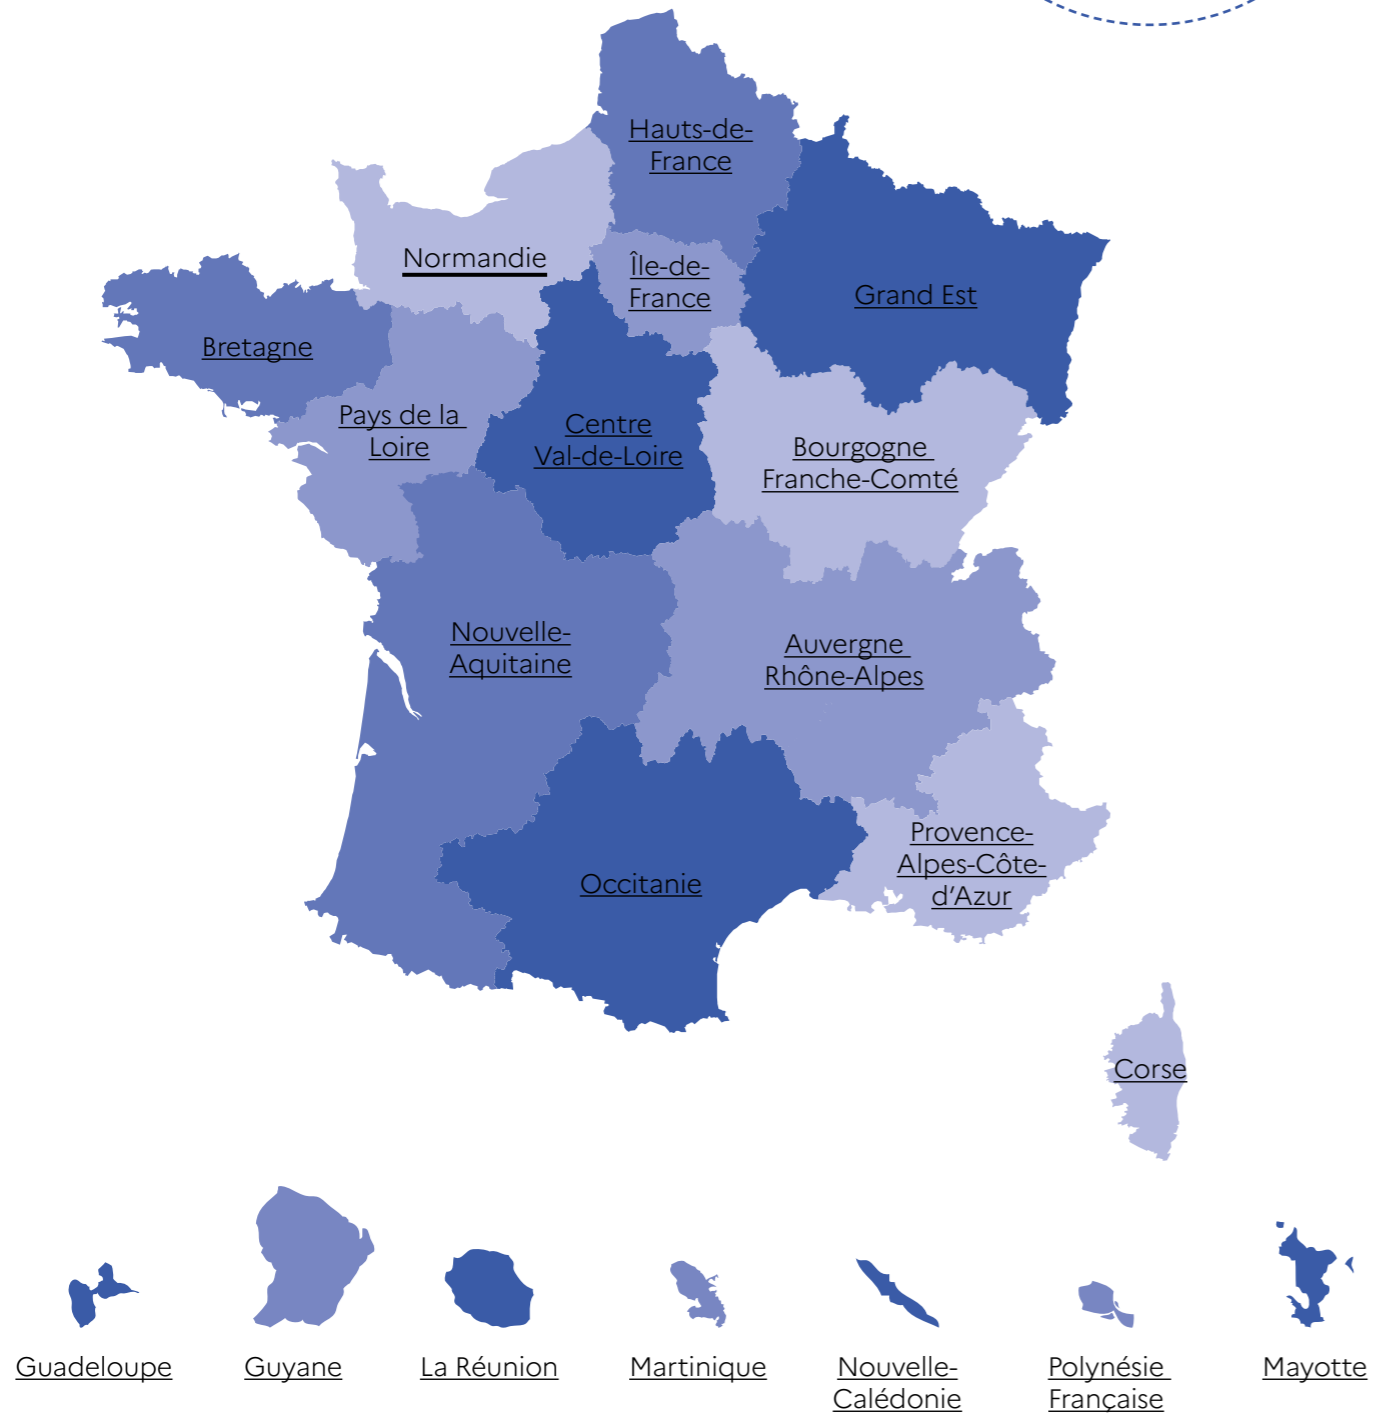 Hauts-de-
France
Normandie
Île-de-
France
Grand Est
Bretagne
Pays de la
Loire
Centre
Val-de-Loire
Bourgogne
Franche-Comté
Nouvelle-
Aquitaine
Auvergne
Rhône-Alpes
Provence-
Alpes-Côte-
d'Azur
Occitanie
Corse
Guadeloupe
Guyane
La Réunion
Martinique
Nouvelle-
Calédonie
Polynésie
Française
Mayotte